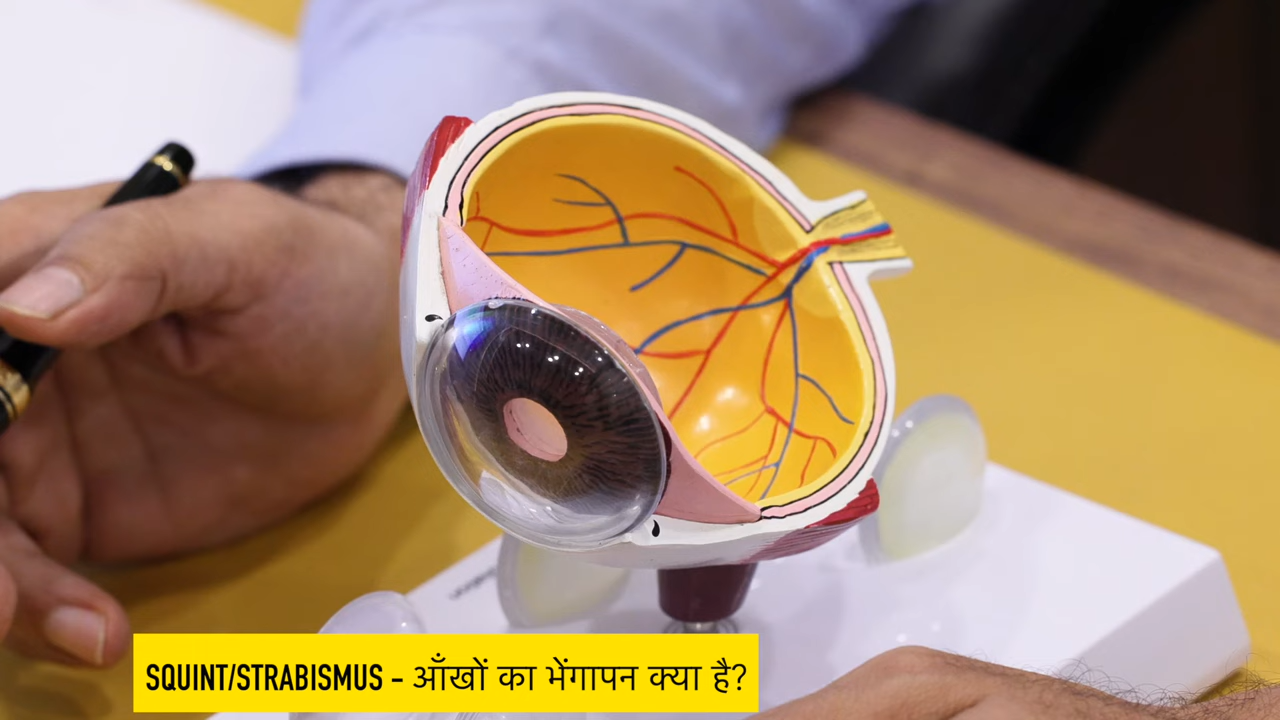 SQUINT/STRABISMUS - आँखों का भेंगापन क्या है?